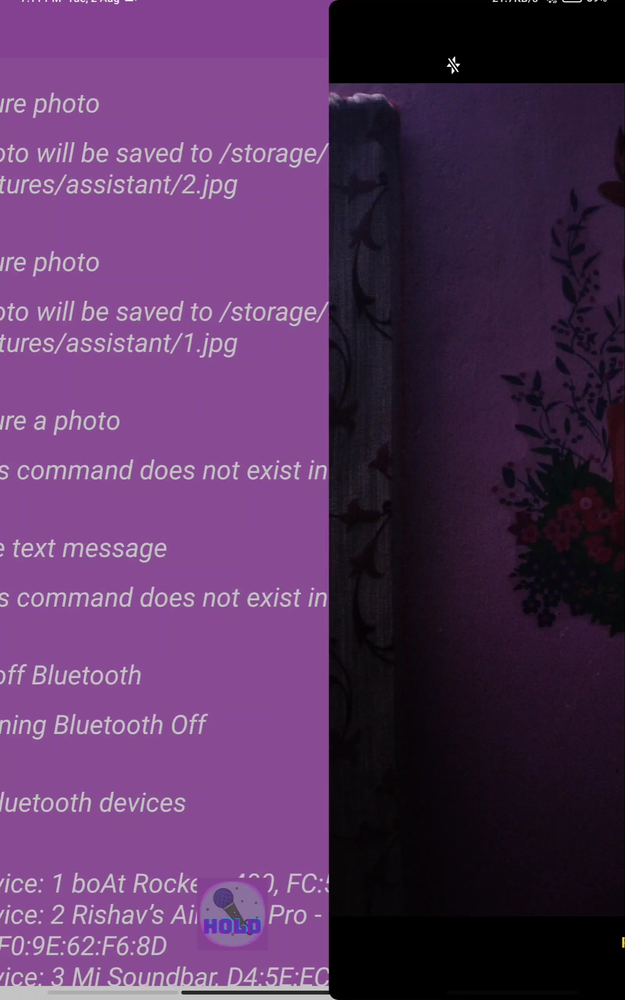 ure photo
oto will be saved to /storage/
tures/assistant/2.jpg
ure photo
oto will be saved to /storage/
tures/assistant/1.jpg
ure a photo
s command does not exist in
e text message
s command does not exist in
off Bluetooth
ning Bluetooth Off
luetooth devices
vice: 1 boAt Rocke 0, FC:5
vice: 2 Rishav’s Ai Pro -
HOLD
F0:9E:62:F6:8D
vice: 3 Mi Soundbar, D4:5E:EC